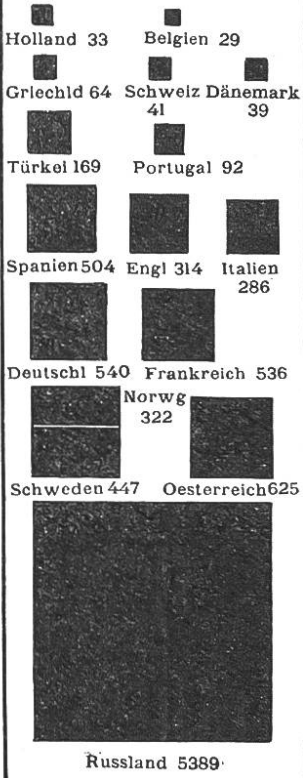 Holland 33 Belgien 29
Griechld 64 Schweiz 41 Dänemark 39
Türkei 169 Portugal 92
Spanien 504 Engl 314 Italien 286
Deutschl 540 Frankreich 536
Norwg 322
Schweden 447 Oesterreich 625
Russland 5389